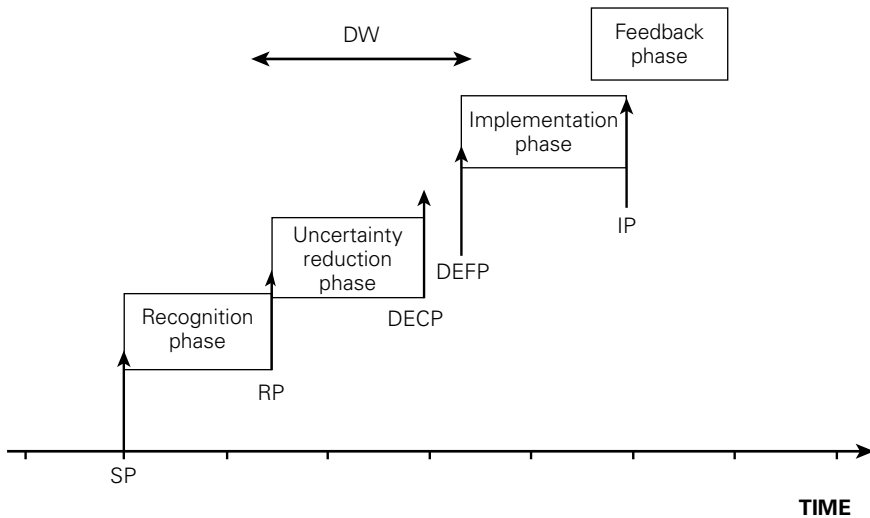 DW
Feedback
phase
Implementation
phase
IP
Uncertainty
reduction
phase
DEFP
DECP
Recognition
phase
RP
SP
TIME